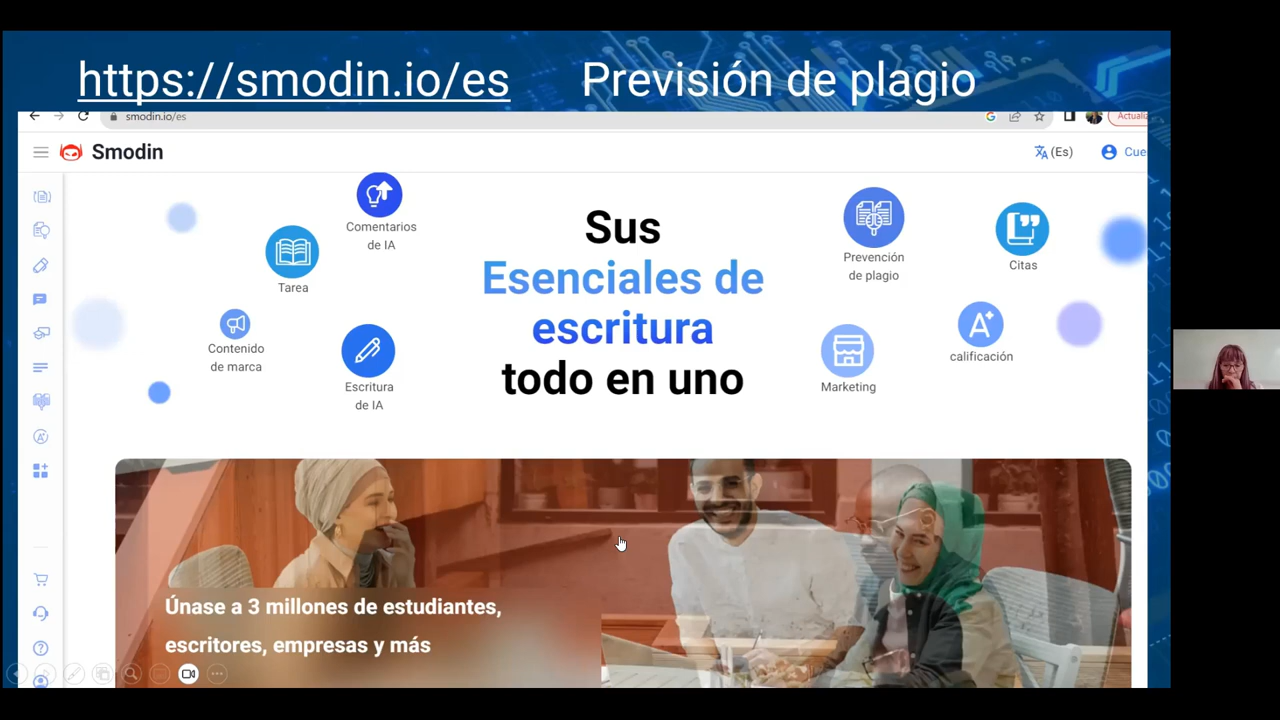 https://smodin.io/es Previsión de plagio
smodin.io/es
Smodin
(Es)
Comentarios
de IA
Tarea
Contenido
de marca
Escritura
de IA
Sus
Esenciales de
escritura
todo en uno
Prevención
de plagio
Citas
calificación
Marketing
Únase a 3 millones de estudiantes,
escritores, empresas y más